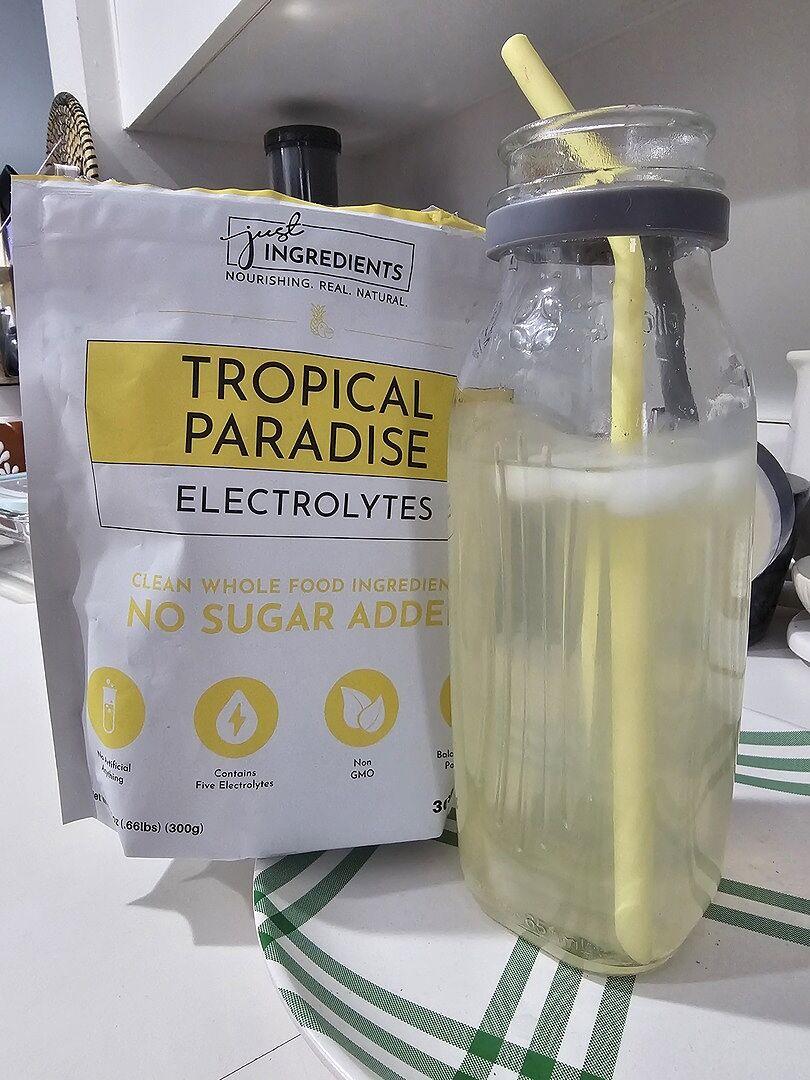 just
INGREDIENTS
NOURISHING. REAL. NATURAL.
TROPICAL
PARADISE
ELECTROLYTES
CLEAN WHOLE FOOD INGREDIEN
NO SUGAR ADDE
Contains
Five Electrolytes
Non
GMO
(.66lbs) (300g)